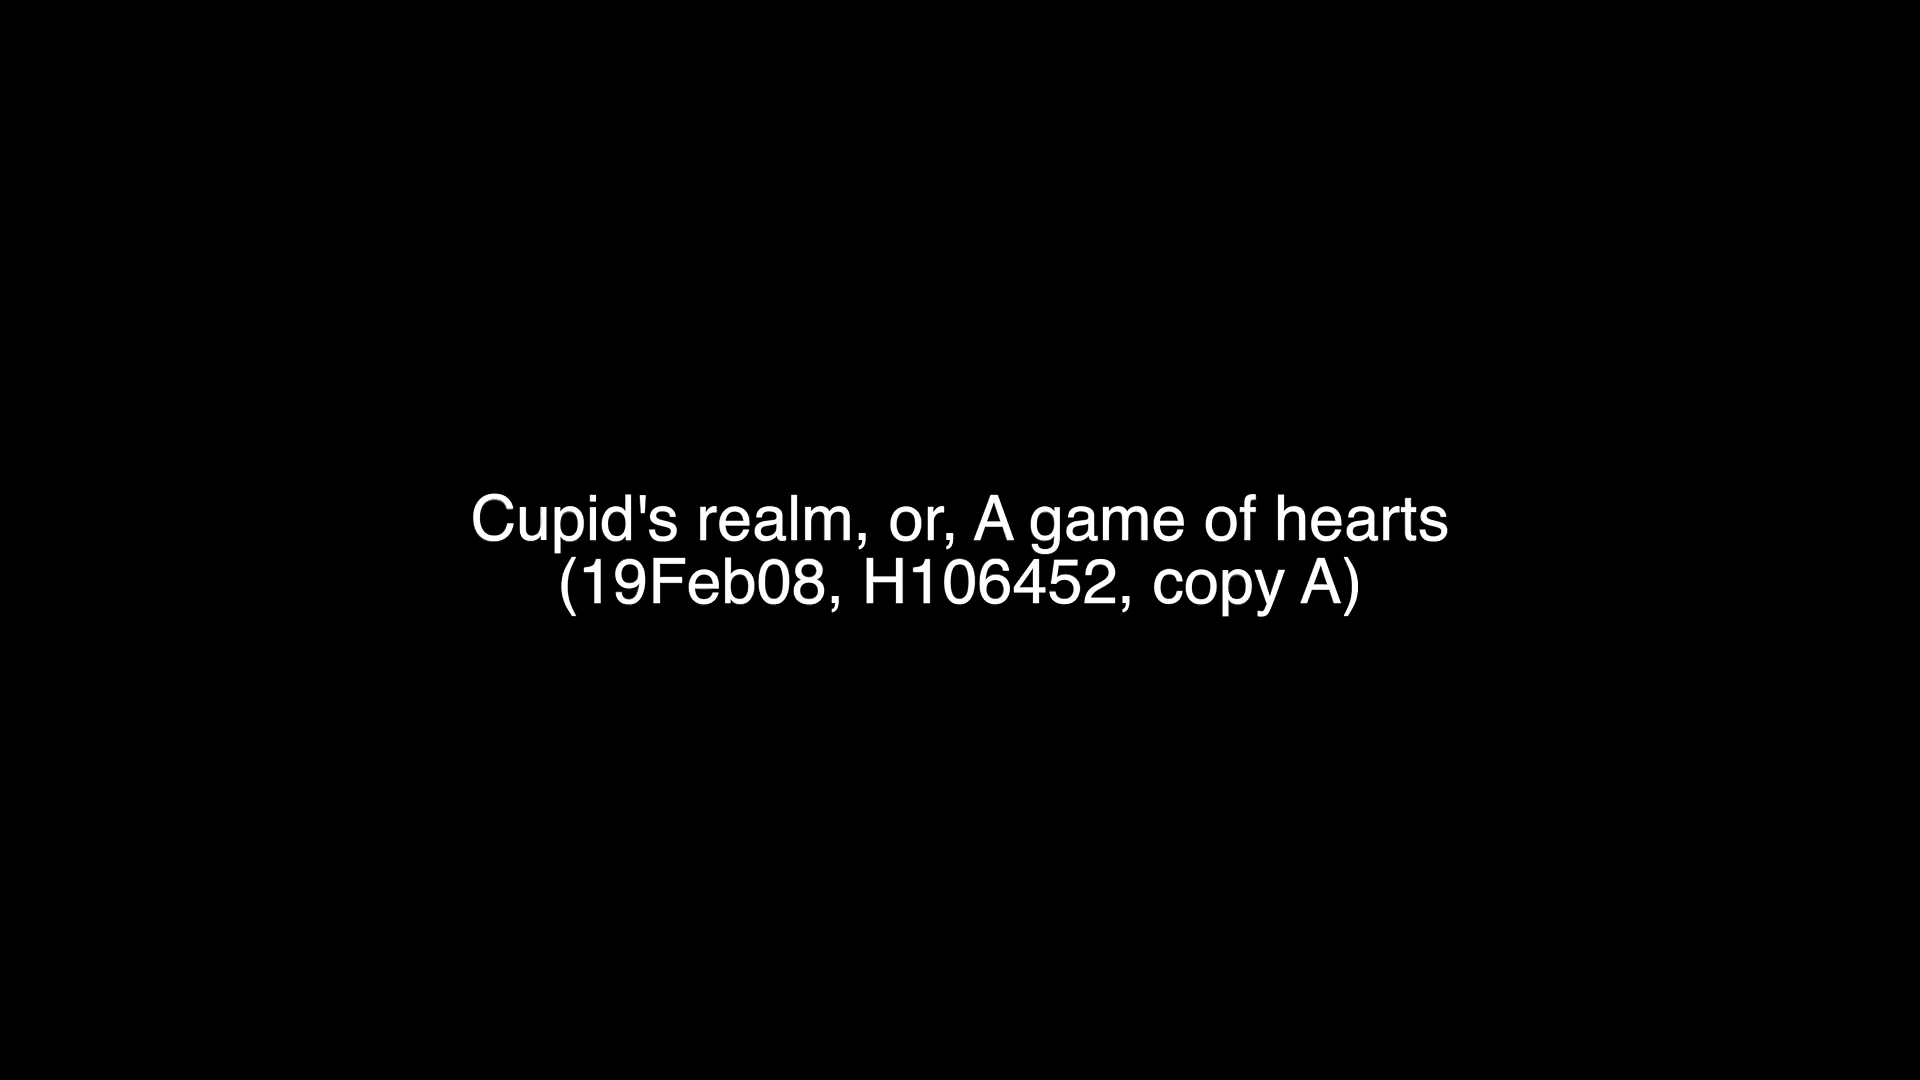 Cupid's realm, or, A game of hearts
(19Feb08, H106452, copy A)